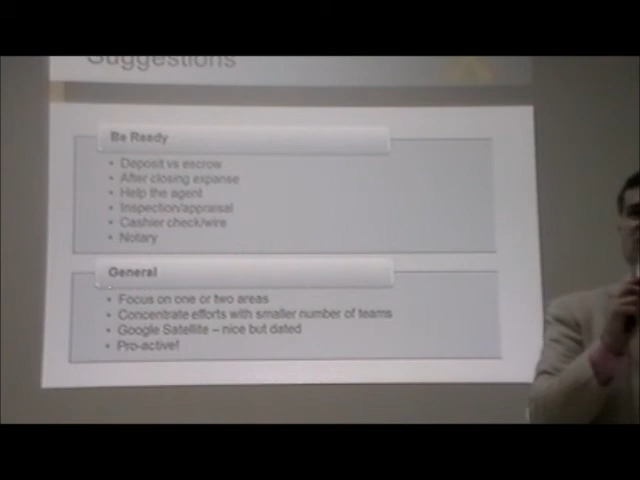 Suggestions
Be Ready
• Deposit vs escrow
• After closing expanse
• Help the agent
• Inspection/appraisal
• Cashier check/wire
• Notary
General
• Focus on one or two areas
• Concentrate efforts with smaller number of teams
• Google Satellite – nice but dated
• Pro-active!